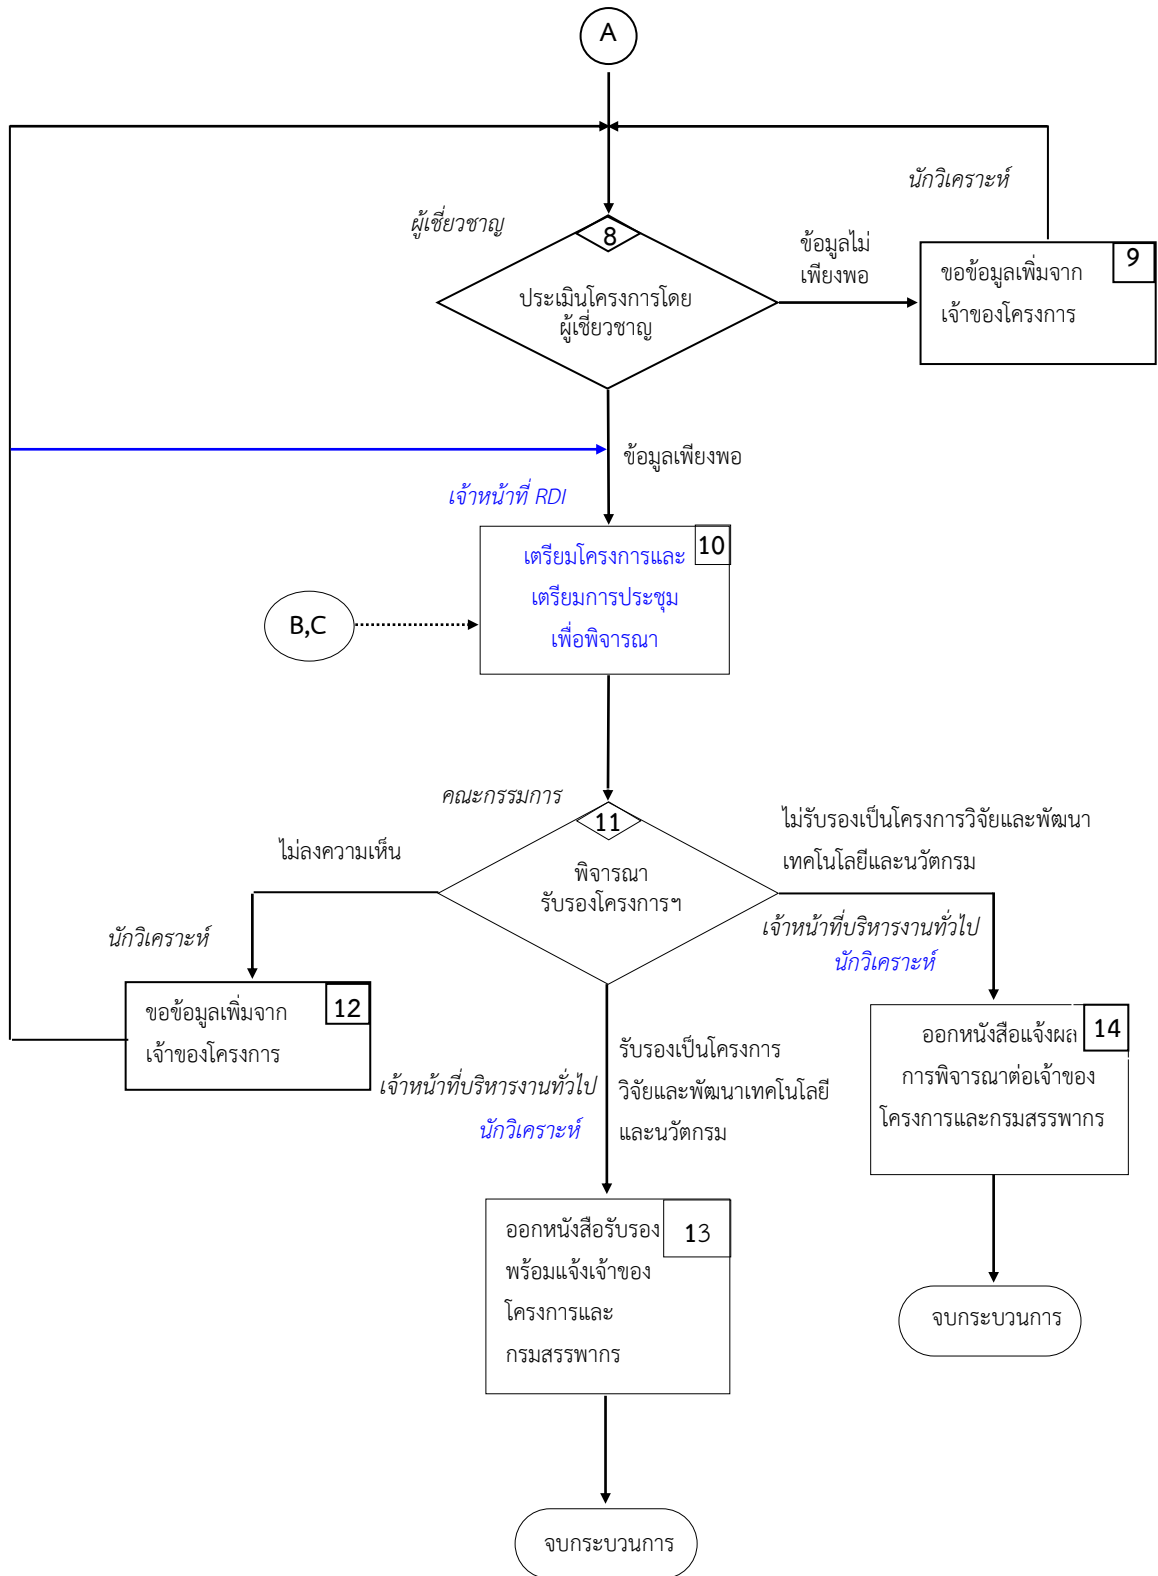 A
นักวิเคราะห์
ผู้เชี่ยวชาญ
8
ประเมินโครงการโดย
ผู้เชี่ยวชาญ
ข้อมูลไม่
เพียงพอ
9
ขอข้อมูลเพิ่มจาก
เจ้าของโครงการ
ข้อมูลเพียงพอ
เจ้าหน้าที่ RDI
10
เตรียมโครงการและ
เตรียมการประชุม
เพื่อพิจารณา
B,C
คณะกรรมการ
11
พิจารณา
รับรองโครงการฯ
ไม่ลงความเห็น
ไม่รับรองเป็นโครงการวิจัยและพัฒนา
เทคโนโลยีและนวัตกรม
นักวิเคราะห์
เจ้าหน้าที่บริหารงานทั่วไป
นักวิเคราะห์
12
ขอข้อมูลเพิ่มจาก
เจ้าของโครงการ
14
ออกหนังสือแจ้งผล
การพิจารณาต่อเจ้าของ
โครงการและกรมสรรพากร
เจ้าหน้าที่บริหารงานทั่วไป
นักวิเคราะห์
รับรองเป็นโครงการ
วิจัยและพัฒนาเทคโนโลยี
และนวัตกรม
13
ออกหนังสือรับรอง
พร้อมแจ้งเจ้าของ
โครงการและ
กรมสรรพากร
จบกระบวนการ
จบกระบวนการ